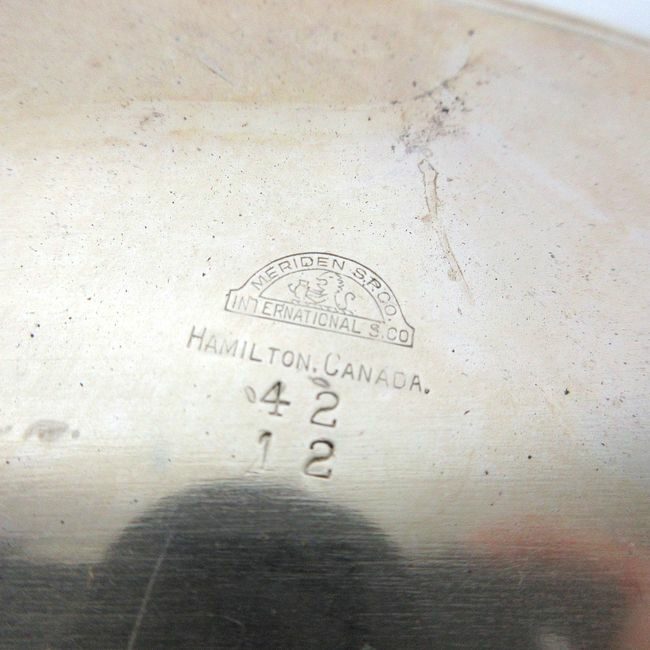 MERIDEN S.P.CO.
INTERNATIONAL S.CO
HAMILTON, CANADA.
42
12